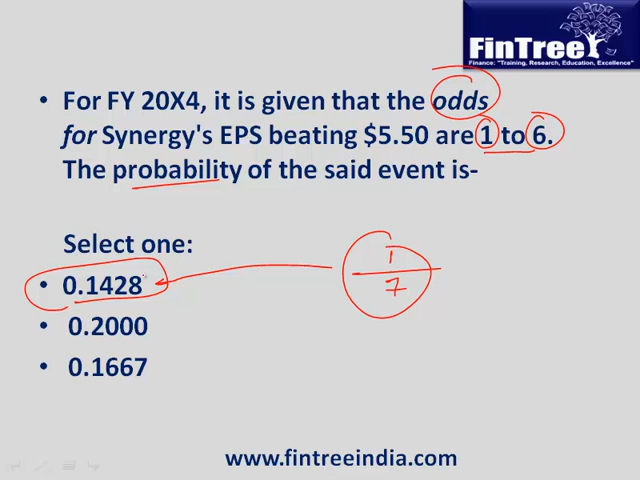 FinTree
Finance: "Training, Research, Education, Excellence"
• For FY 20X4, it is given that the odds
for Synergy's EPS beating $5.50 are 1 to 6.
The probability of the said event is-
Select one:
1
7
• 0.1428
• 0.2000
• 0.1667
www.fintreeindia.com